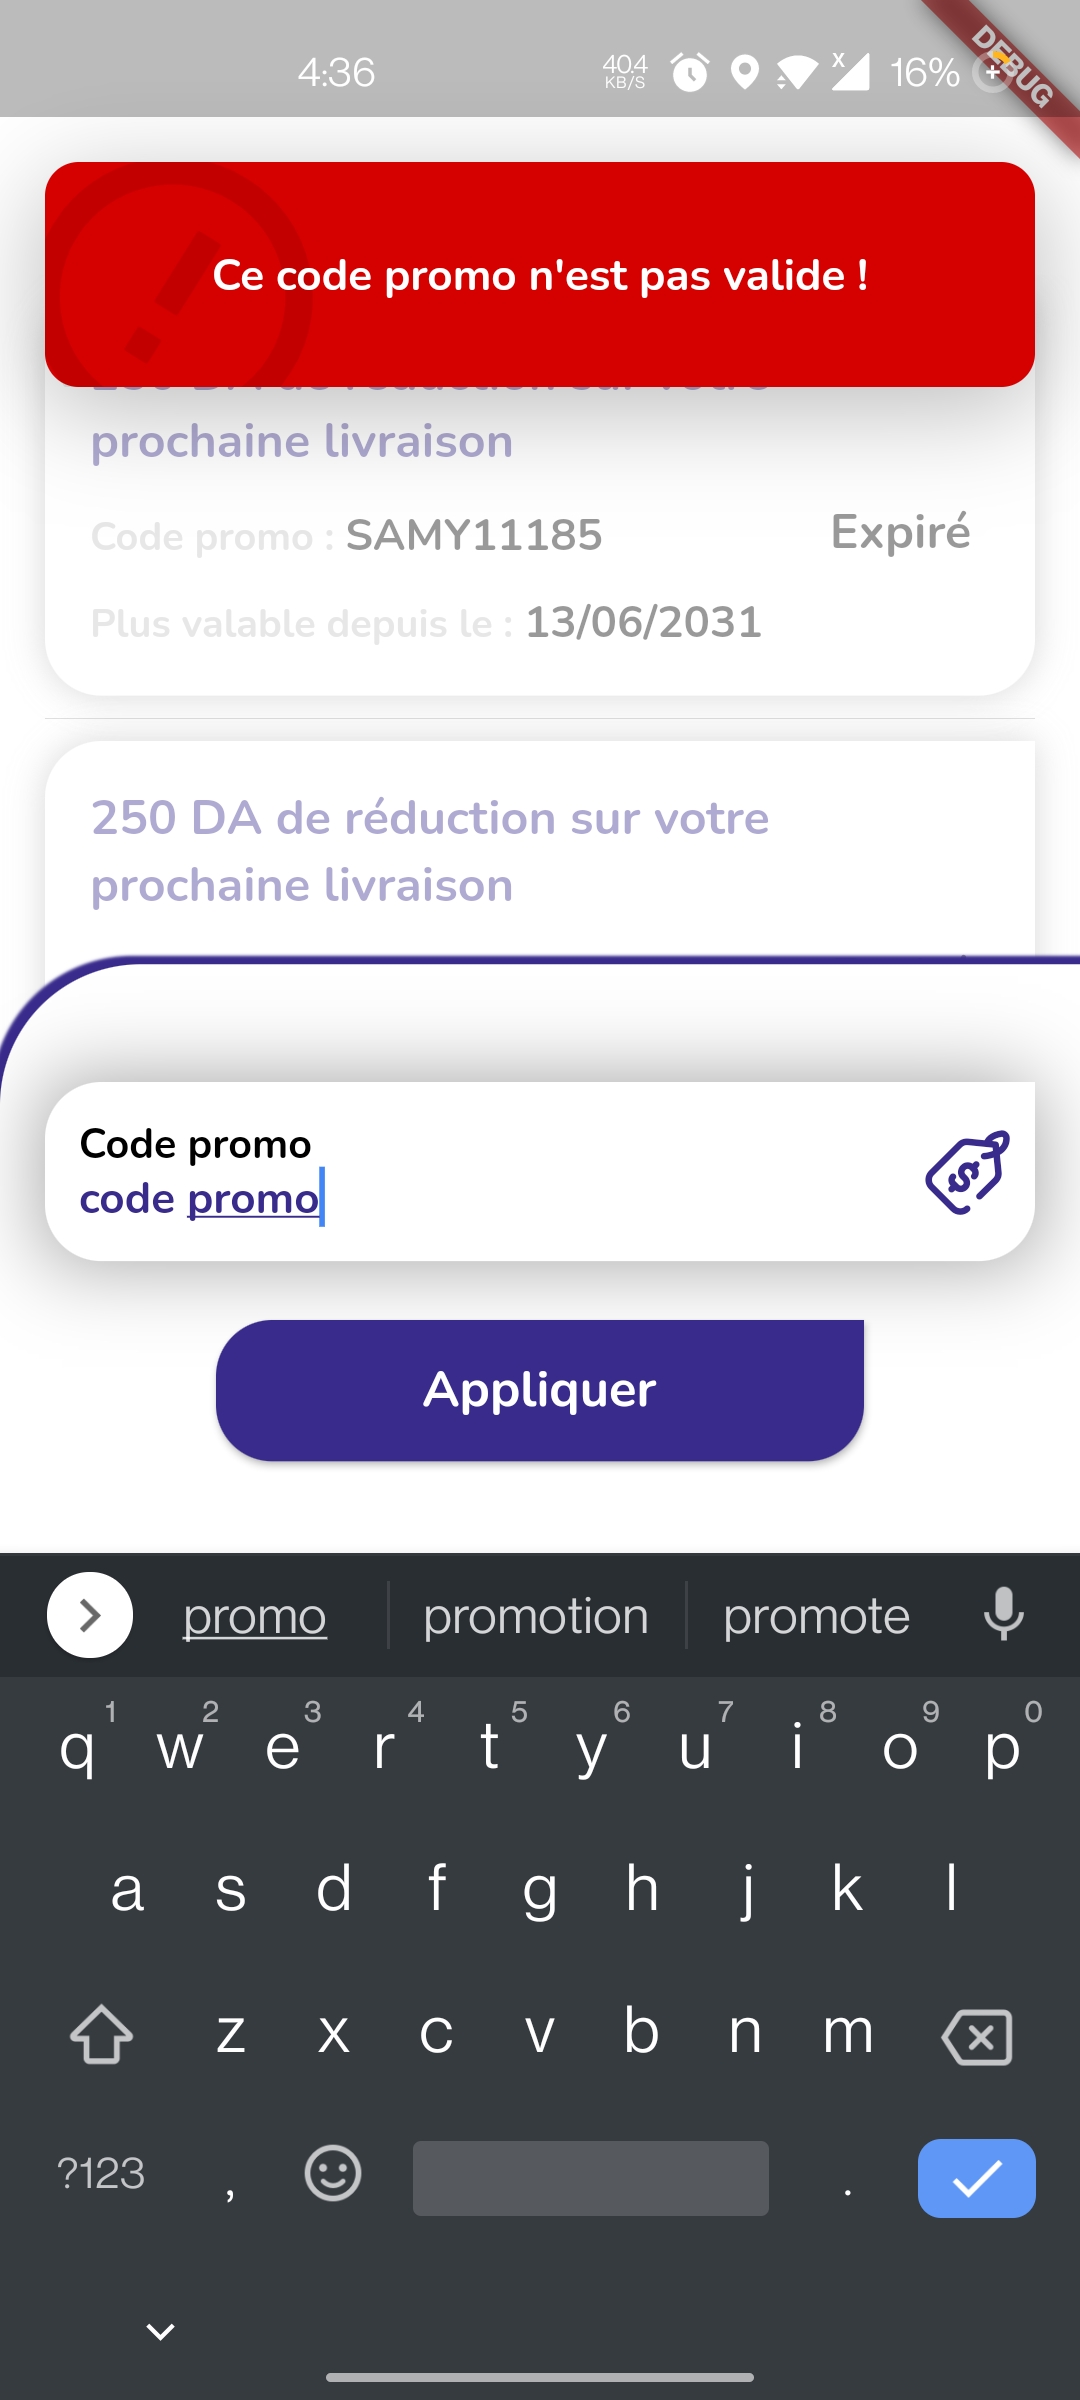 4:36
40.4
KB/S
16%
DEBUG
Ce code promo n'est pas valide !
prochaine livraison
Code promo : SAMY11185
Expiré
Plus valable depuis le : 13/06/2031
250 DA de réduction sur votre
prochaine livraison
Code promo
code promo
Appliquer
promo
promotion
promote
1 2 3 4 5 6 7 8 9 0
q w e r t y u i o p
a s d f g h j k l
z x c v b n m
?123 , .